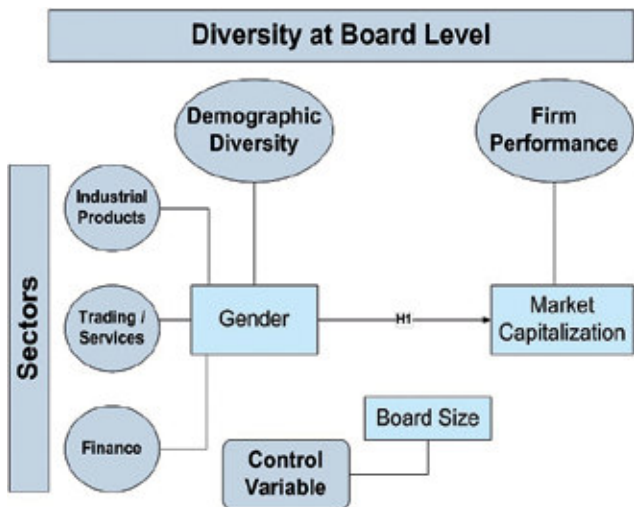 Diversity at Board Level
Demographic
Diversity
Firm
Performance
Sectors
Industrial
Products
Trading /
Services
Finance
Gender
H1
Market
Capitalization
Board Size
Control
Variable